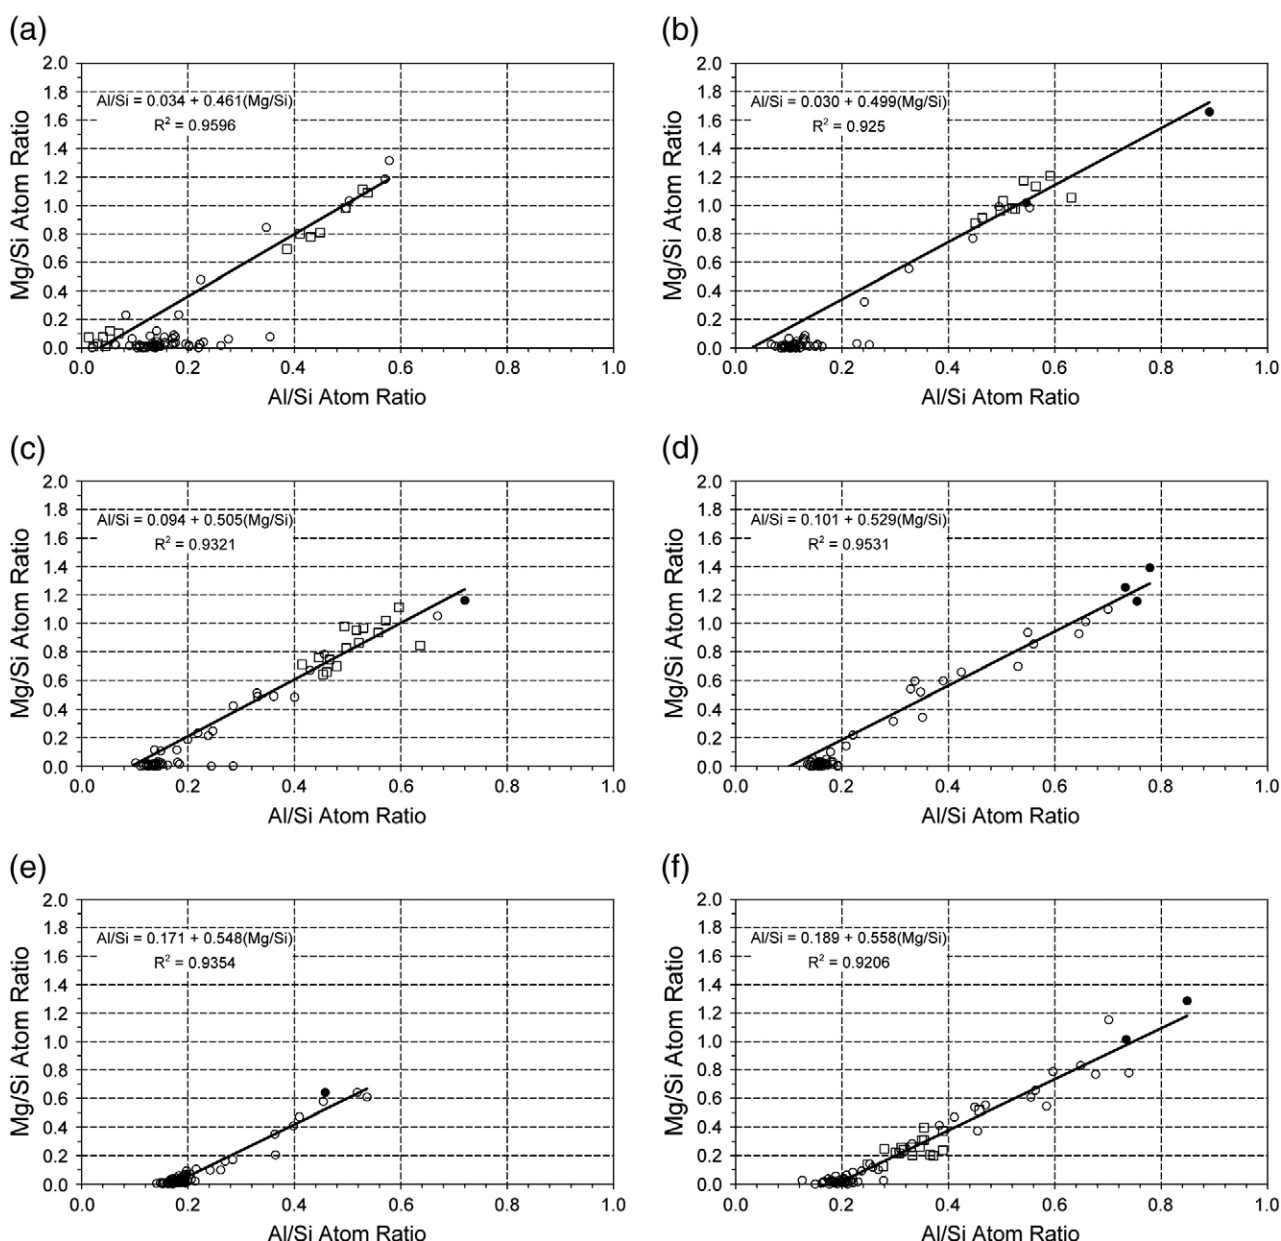 (a)
2.0
1.8
1.6
1.4
1.2
1.0
0.8
0.6
0.4
0.2
0.0
Mg/Si Atom Ratio
Al/Si = 0.034 + 0.461(Mg/Si)
R² = 0.9596
0.0 0.2 0.4 0.6 0.8 1.0
Al/Si Atom Ratio
(b)
2.0
1.8
1.6
1.4
1.2
1.0
0.8
0.6
0.4
0.2
0.0
Mg/Si Atom Ratio
Al/Si = 0.030 + 0.499(Mg/Si)
R² = 0.925
0.0 0.2 0.4 0.6 0.8 1.0
Al/Si Atom Ratio
(c)
2.0
1.8
1.6
1.4
1.2
1.0
0.8
0.6
0.4
0.2
0.0
Mg/Si Atom Ratio
Al/Si = 0.094 + 0.505(Mg/Si)
R² = 0.9321
0.0 0.2 0.4 0.6 0.8 1.0
Al/Si Atom Ratio
(d)
2.0
1.8
1.6
1.4
1.2
1.0
0.8
0.6
0.4
0.2
0.0
Mg/Si Atom Ratio
Al/Si = 0.101 + 0.529(Mg/Si)
R² = 0.9531
0.0 0.2 0.4 0.6 0.8 1.0
Al/Si Atom Ratio
(e)
2.0
1.8
1.6
1.4
1.2
1.0
0.8
0.6
0.4
0.2
0.0
Mg/Si Atom Ratio
Al/Si = 0.171 + 0.548(Mg/Si)
R² = 0.9354
0.0 0.2 0.4 0.6 0.8 1.0
Al/Si Atom Ratio
(f)
2.0
1.8
1.6
1.4
1.2
1.0
0.8
0.6
0.4
0.2
0.0
Mg/Si Atom Ratio
Al/Si = 0.189 + 0.558(Mg/Si)
R² = 0.9206
0.0 0.2 0.4 0.6 0.8 1.0
Al/Si Atom Ratio